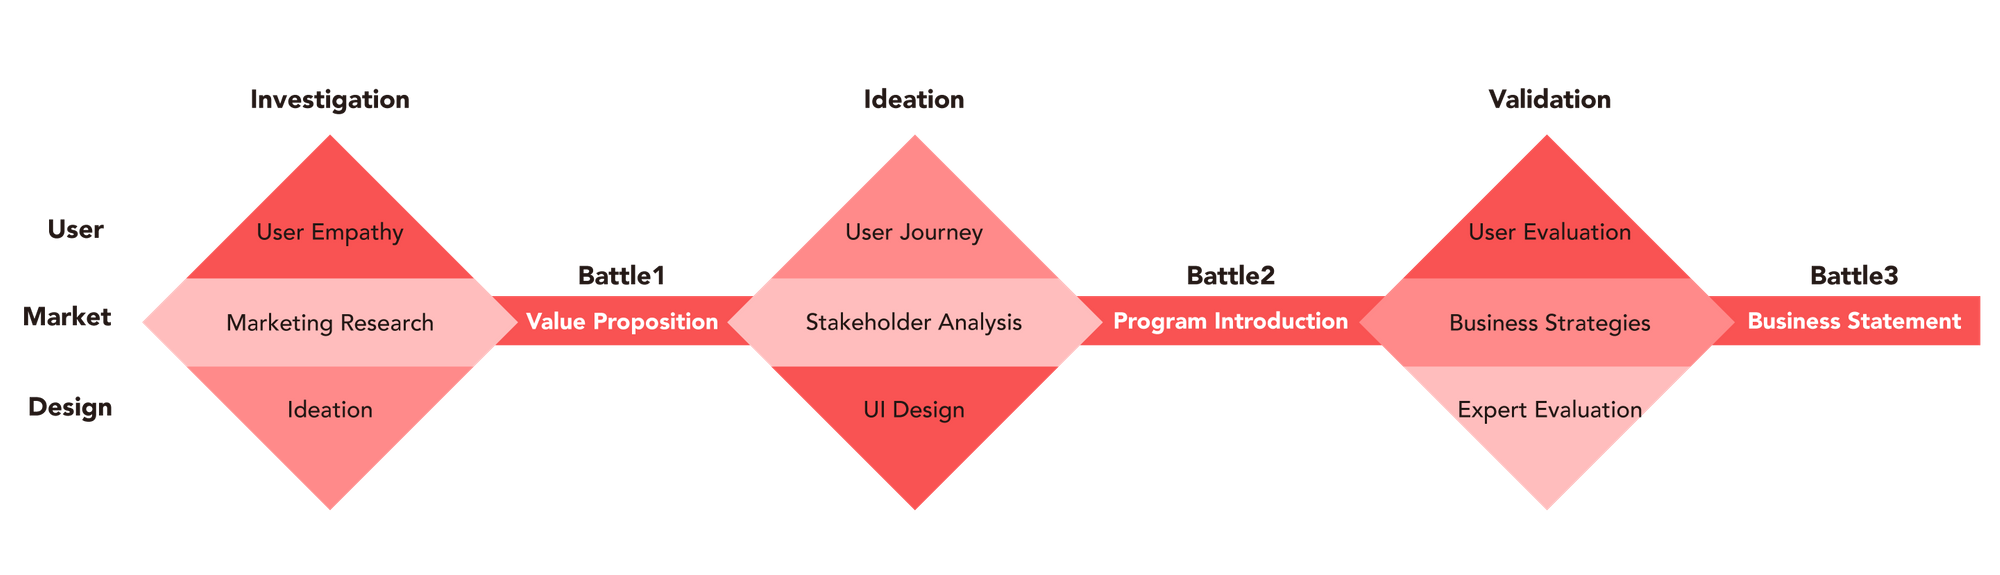 Investigation
Ideation
Validation
User
User Empathy
User Journey
User Evaluation
Battle1
Battle2
Battle3
Market
Marketing Research
Value Proposition
Stakeholder Analysis
Program Introduction
Business Strategies
Business Statement
Design
Ideation
UI Design
Expert Evaluation